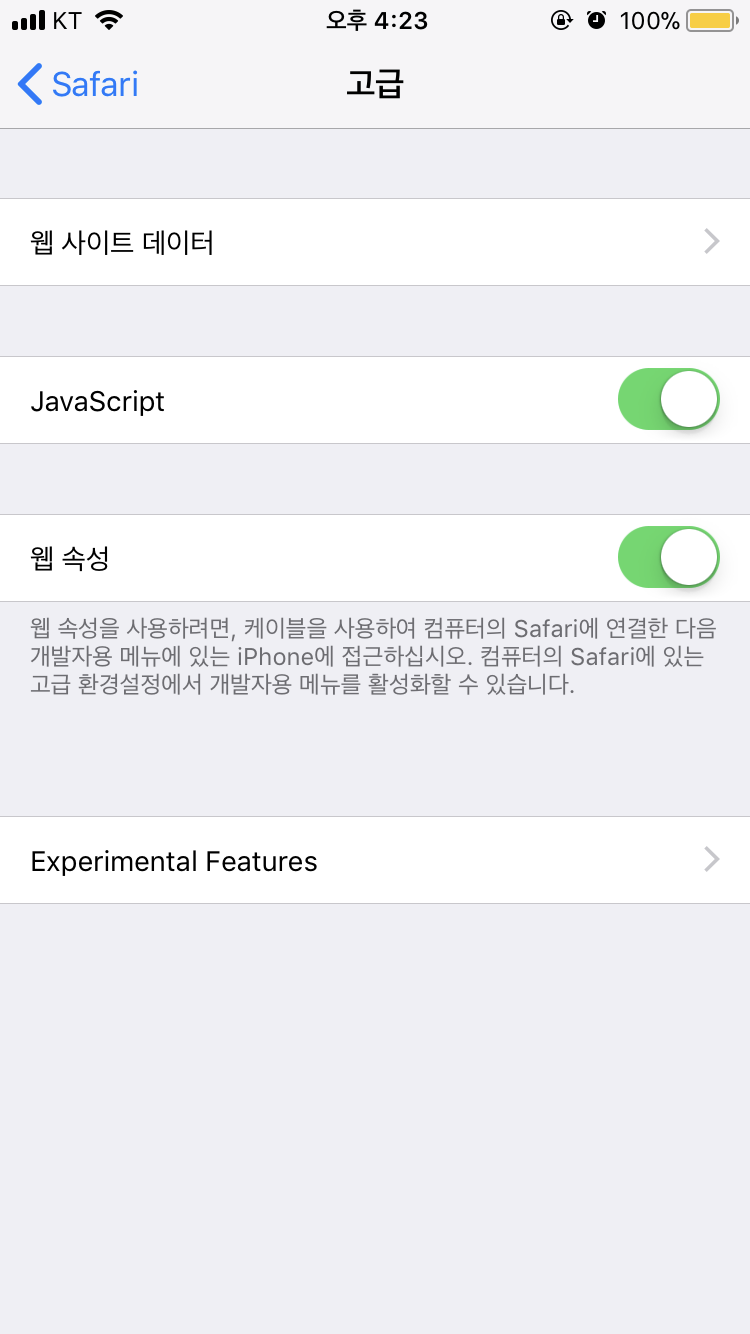 KT 오후 4:23 100%
Safari 고급
웹 사이트 데이터
JavaScript
웹 속성
웹 속성을 사용하려면, 케이블을 사용하여 컴퓨터의 Safari에 연결한 다음
개발자용 메뉴에 있는 iPhone에 접근하십시오. 컴퓨터의 Safari에 있는
고급 환경설정에서 개발자용 메뉴를 활성화할 수 있습니다.
Experimental Features